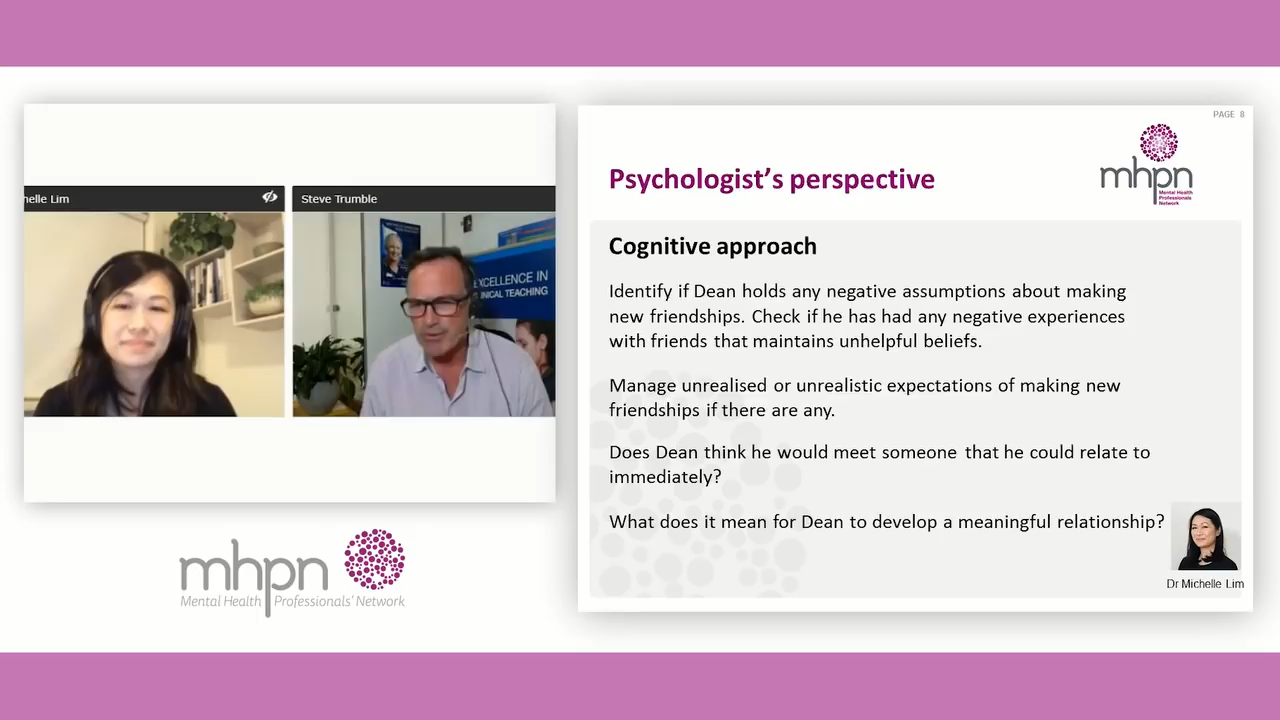 helle Lim
Steve Trumble
EXCELLENCE IN
CLINICAL TEACHING
mhpn
Mental Health Professionals' Network
PAGE 8
Psychologist's perspective
mhpn
Mental Health
Professionals
Network
Cognitive approach
Identify if Dean holds any negative assumptions about making
new friendships. Check if he has had any negative experiences
with friends that maintains unhelpful beliefs.
Manage unrealised or unrealistic expectations of making new
friendships if there are any.
Does Dean think he would meet someone that he could relate to
immediately?
What does it mean for Dean to develop a meaningful relationship?
Dr Michelle Lim